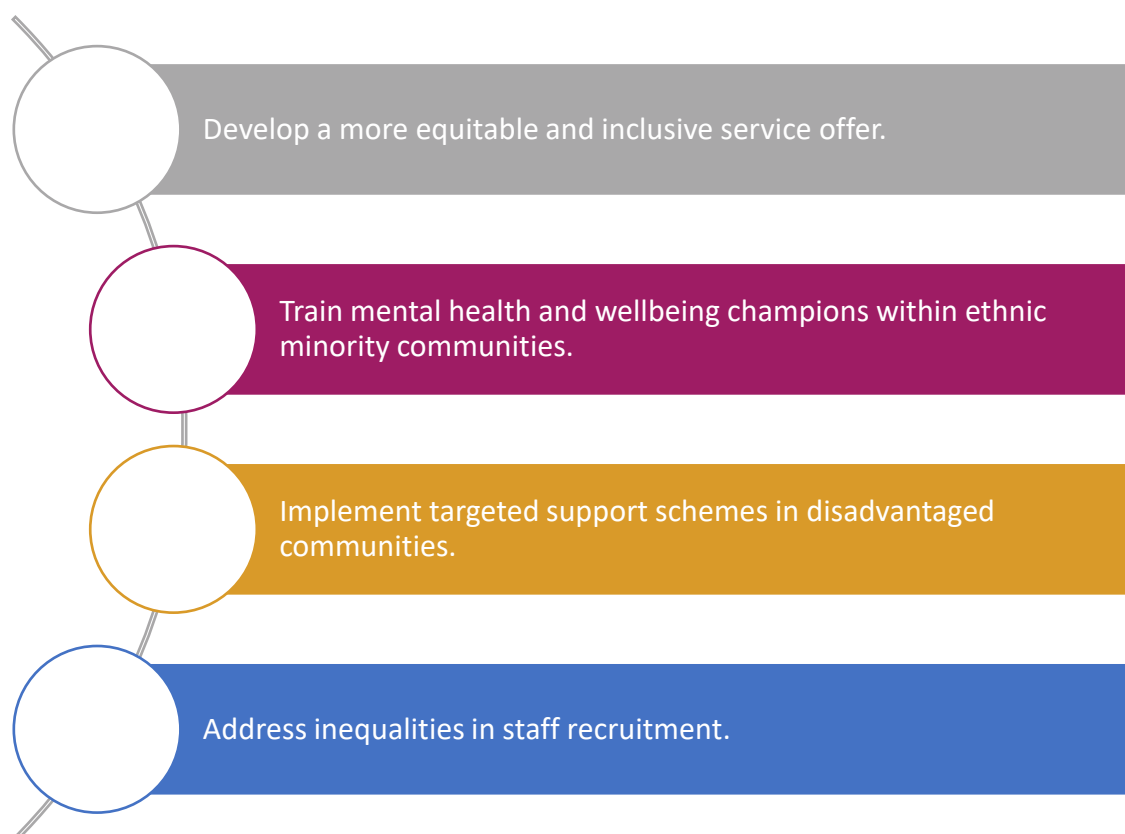 Develop a more equitable and inclusive service offer.
Train mental health and wellbeing champions within ethnic
minority communities.
Implement targeted support schemes in disadvantaged
communities.
Address inequalities in staff recruitment.